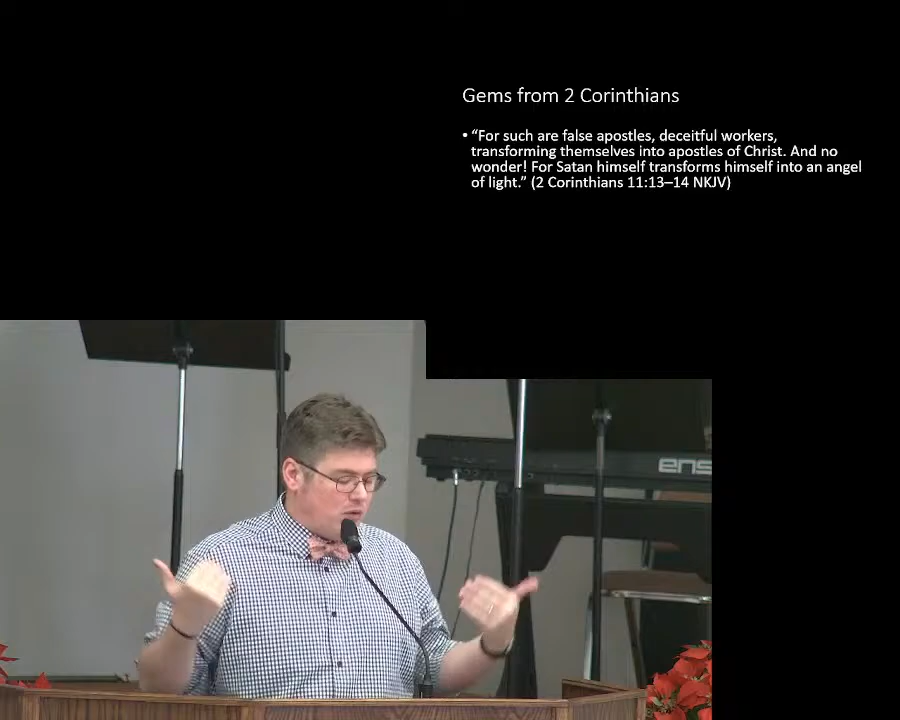 Gems from 2 Corinthians
• “For such are false apostles, deceitful workers,
transforming themselves into apostles of Christ. And no
wonder! For Satan himself transforms himself into an angel
of light.” (2 Corinthians 11:13–14 NKJV)
ens